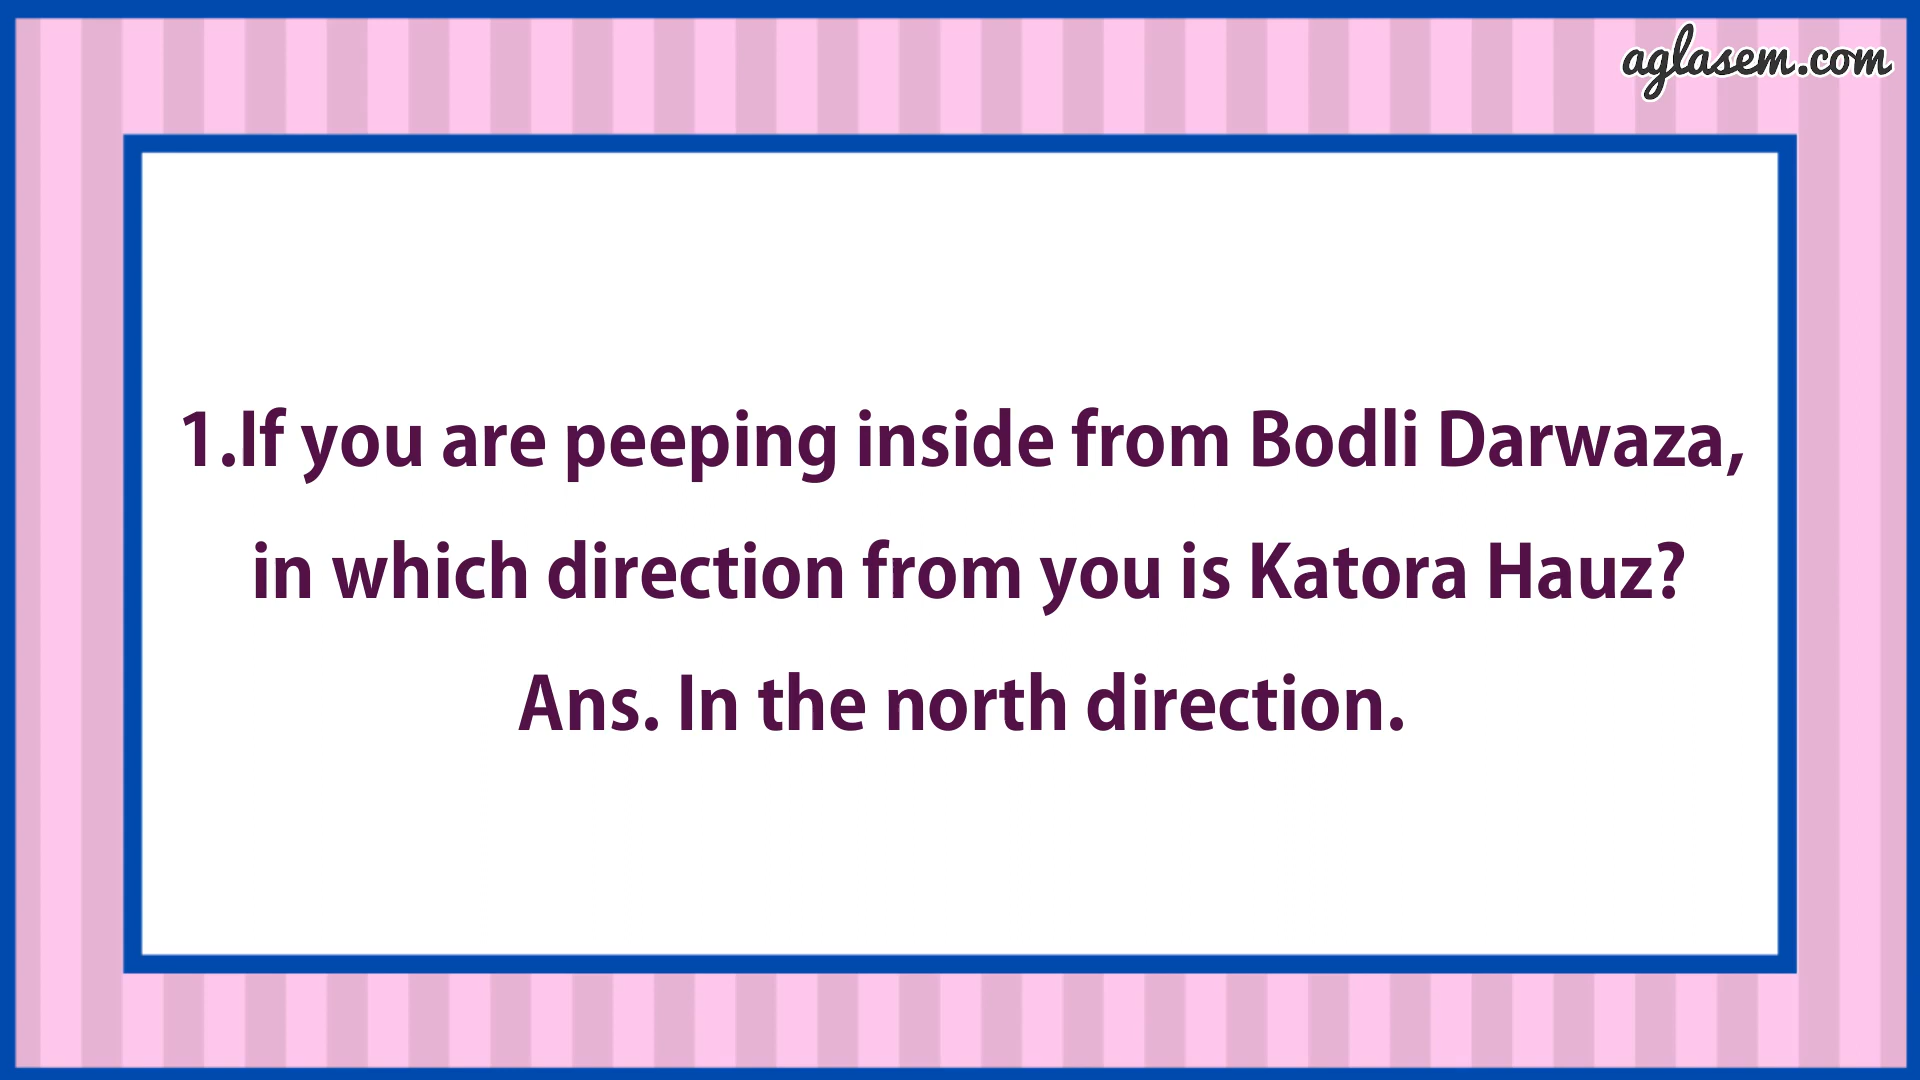 aglasem.com
1.If you are peeping inside from Bodli Darwaza,
in which direction from you is Katora Hauz?
Ans. In the north direction.